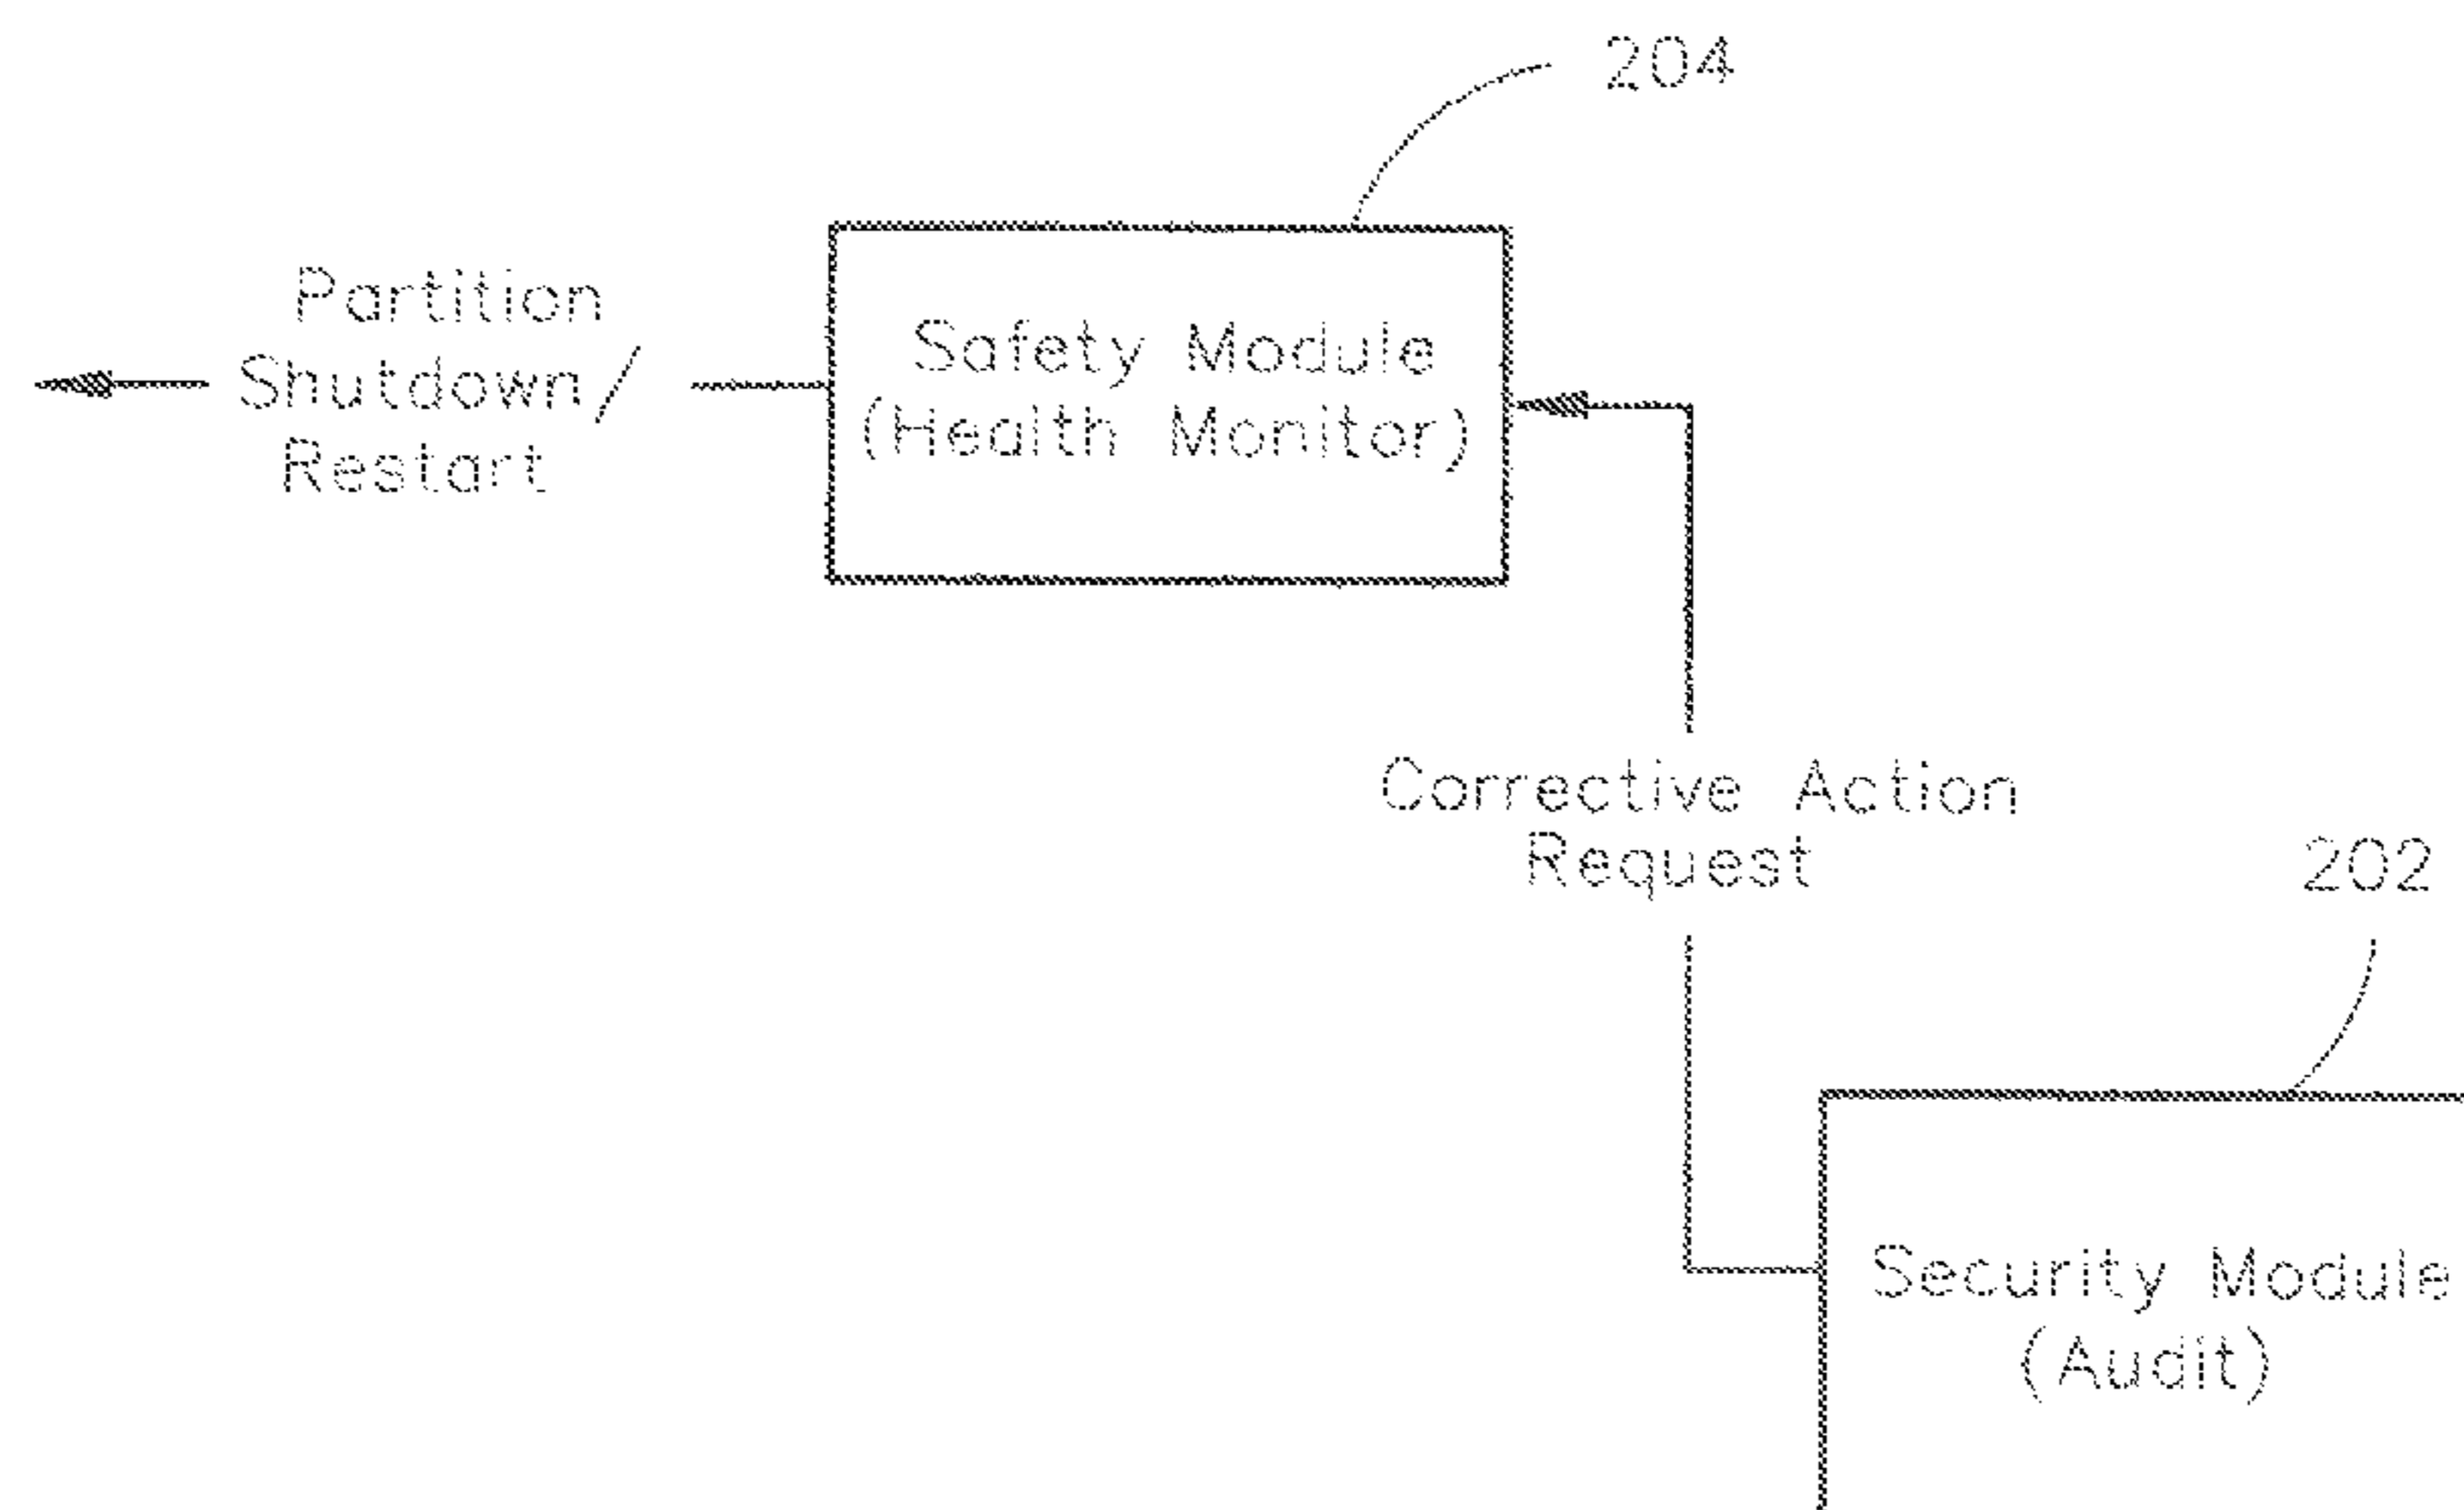 204
Partition
Shutdown/
Restart
Safety Module
(Health Monitor)
Corrective Action
Request
202
Security Module
(Audit)